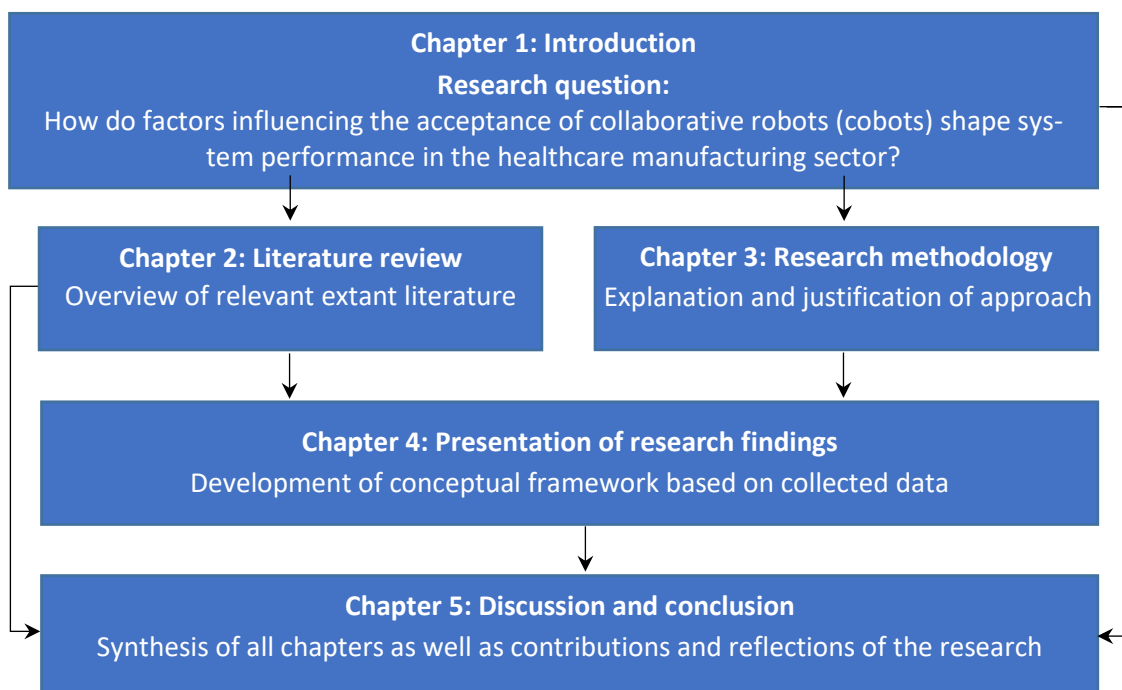 Chapter 1: Introduction
Research question:
How do factors influencing the acceptance of collaborative robots (cobots) shape sys-
tem performance in the healthcare manufacturing sector?
Chapter 2: Literature review
Overview of relevant extant literature
Chapter 3: Research methodology
Explanation and justification of approach
Chapter 4: Presentation of research findings
Development of conceptual framework based on collected data
Chapter 5: Discussion and conclusion
Synthesis of all chapters as well as contributions and reflections of the research